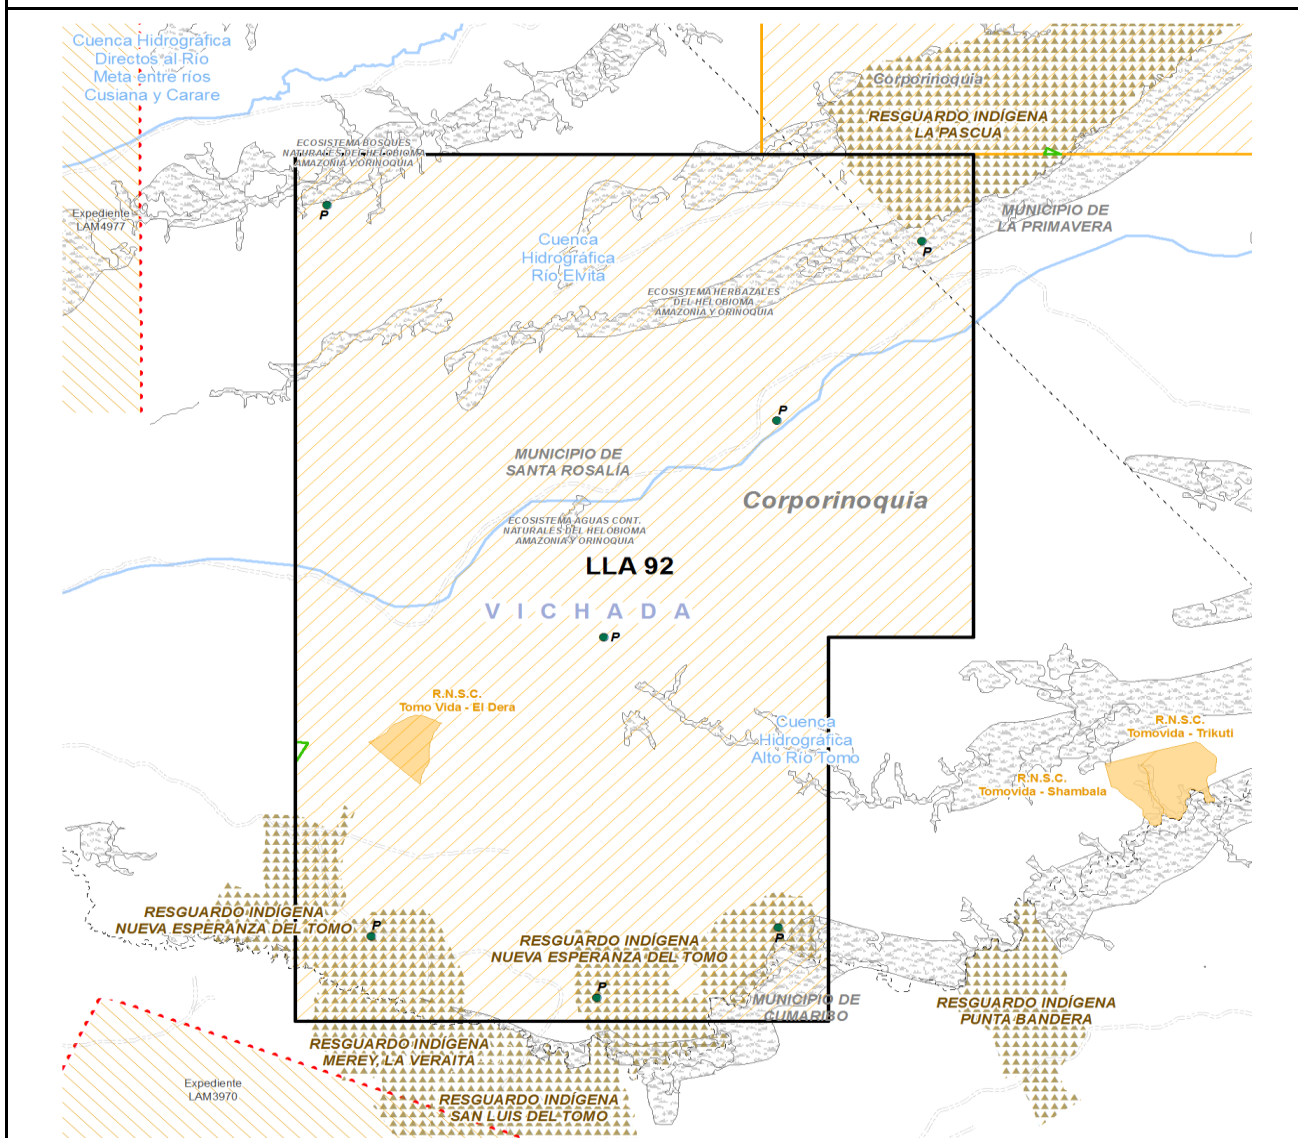 Cuenca Hidrográfica
Directos al Río
Meta entre ríos
Cusiana y Carare
Corporinoquia
RESGUARDO INDÍGENA
LA PASCUA
ECOSISTEMA BOSQUES
NATURALES DEL HELOBIOMA
AMAZONIA Y ORINOQUIA
P
Expediente
LAM4977
MUNICIPIO DE
LA PRIMAVERA
P
Cuenca
Hidrográfica
Río Elvita
ECOSISTEMA HERBAZALES
DEL HELOBIOMA
AMAZONIA Y ORINOQUIA
P
MUNICIPIO DE
SANTA ROSALÍA
Corporinoquia
ECOSISTEMA AGUAS CONT.
NATURALES DEL HELOBIOMA
AMAZONIA Y ORINOQUIA
LLA 92
VICHADA
P
R.N.S.C.
Tomo Vida - El Dera
Cuenca
Hidrográfica
Alto Río Tomo
R.N.S.C.
Tomovida - Trikuti
R.N.S.C.
Tomovida - Shambala
RESGUARDO INDÍGENA
NUEVA ESPERANZA DEL TOMO
P
RESGUARDO INDÍGENA
NUEVA ESPERANZA DEL TOMO
P
P
MUNICIPIO DE
CUMARIBO
RESGUARDO INDÍGENA
PUNTA BANDERA
RESGUARDO INDÍGENA
MEREY, LA VERAITA
Expediente
LAM3970
RESGUARDO INDÍGENA
SAN LUIS DEL TOMO